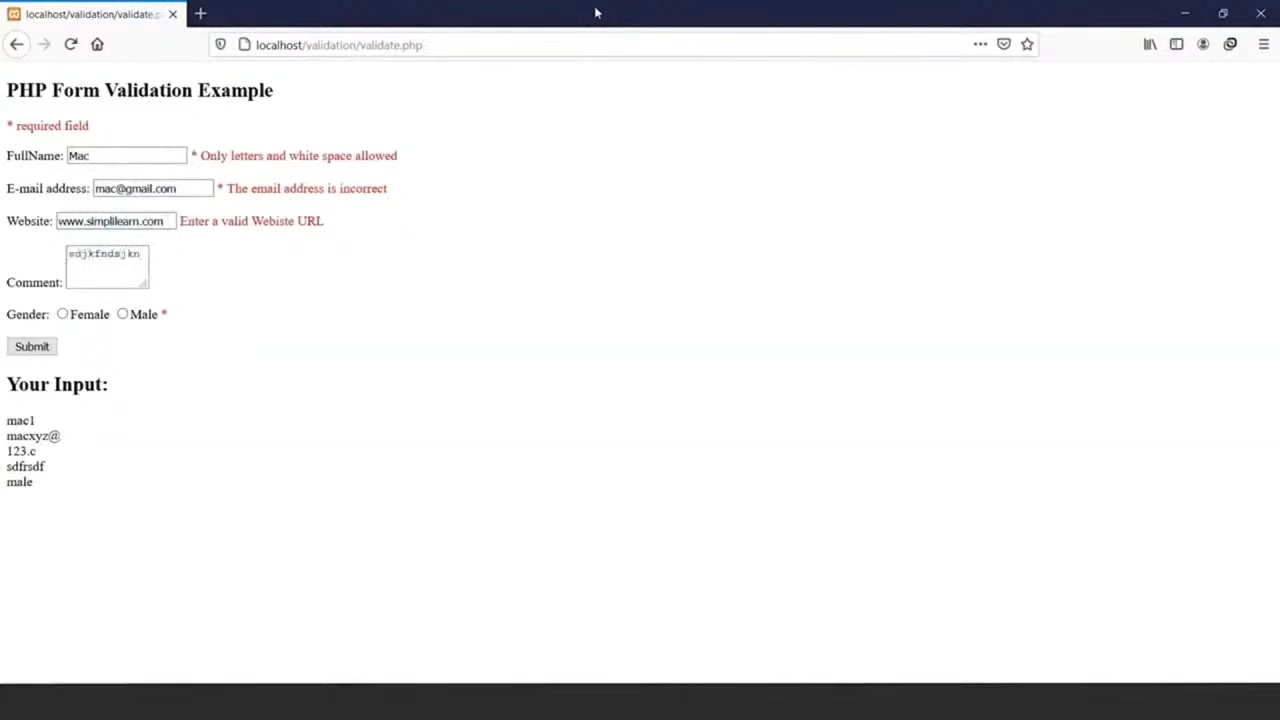 localhost/validation/validate.p
localhost/validation/validate.php
PHP Form Validation Example
* required field
FullName: Mac * Only letters and white space allowed
E-mail address: mac@gmail.com * The email address is incorrect
Website: www.simplilearn.com Enter a valid Webiste URL
sdjkfndsjkn
Comment:
Gender: Female Male *
Submit
Your Input:
mac1
macxyz@
123.c
sdfrsdf
male